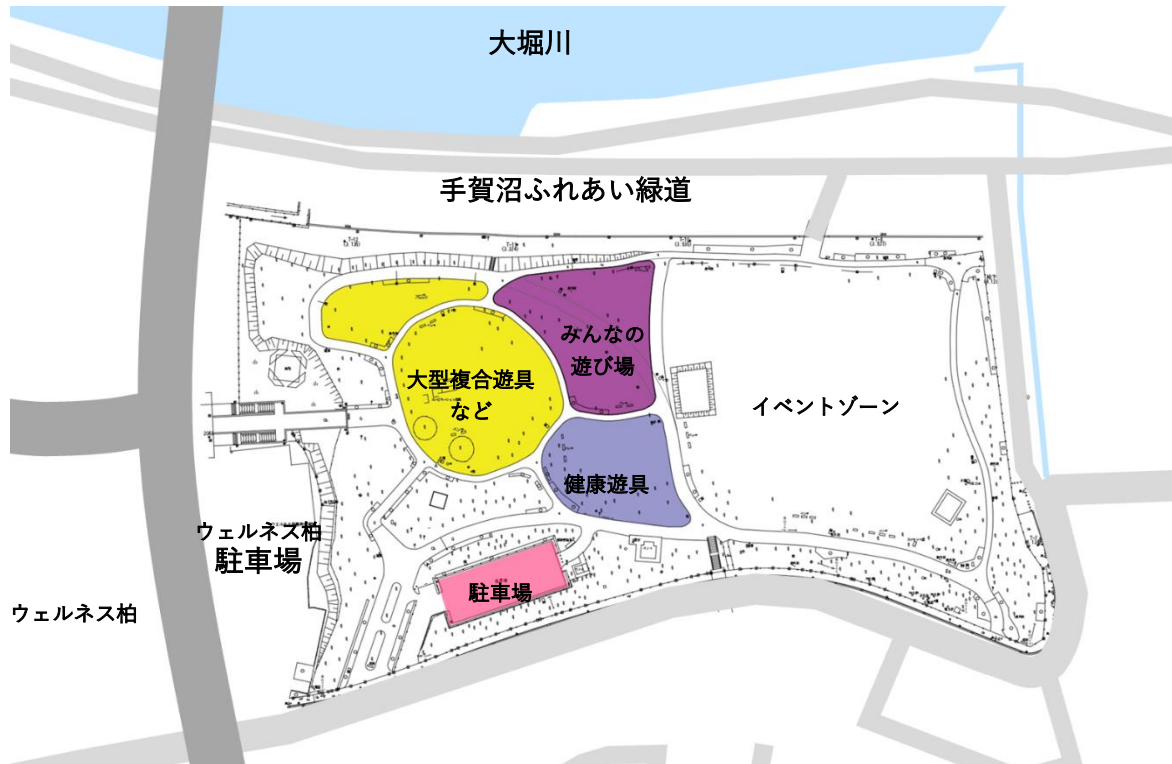 大堀川
手賀沼ふれあい緑道
みんなの
遊び場
大型複合遊具
など
イベントゾーン
健康遊具
ウェルネス柏
駐車場
駐車場
ウェルネス柏